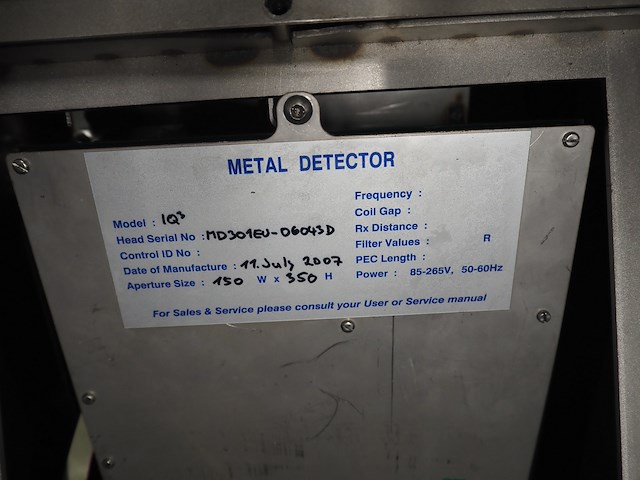 METAL DETECTOR
Model : IQ³
Head Serial No : MD301EU-06043D
Control ID No :
Date of Manufacture : 11.July 2007
Aperture Size : 150 W x 350 H
Frequency :
Coil Gap :
Rx Distance :
Filter Values : R
PEC Length :
Power : 85-265V, 50-60Hz
For Sales & Service please consult your User or Service manual